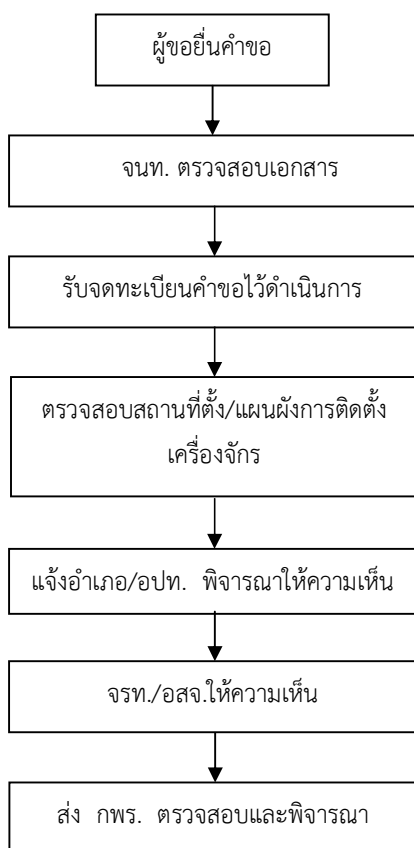 ผู้ขอยื่นคำขอ
จนท. ตรวจสอบเอกสาร
รับจดทะเบียนคำขอไว้ดำเนินการ
ตรวจสอบสถานที่ตั้ง/แผนผังการติดตั้ง
เครื่องจักร
แจ้งอำเภอ/อปท. พิจารณาให้ความเห็น
จรท./อสจ.ให้ความเห็น
ส่ง กพร. ตรวจสอบและพิจารณา